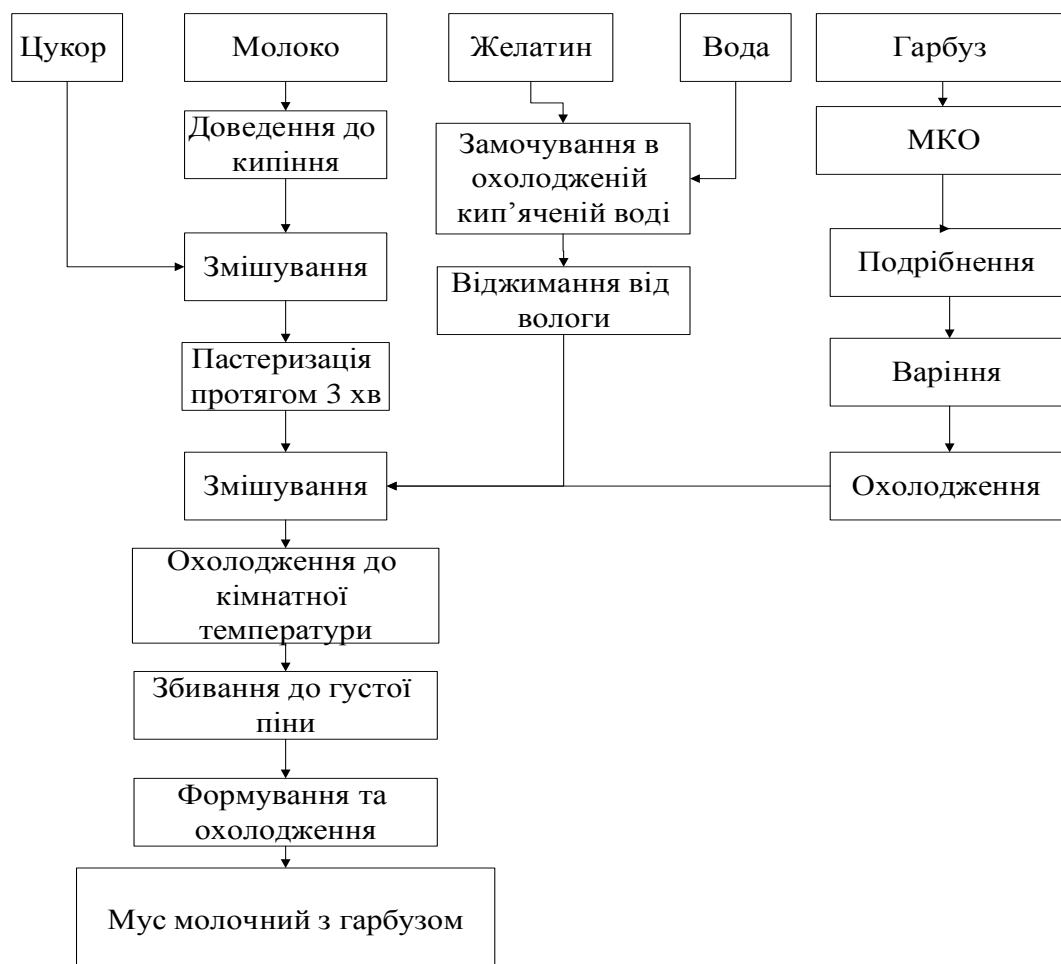 Цукор
Молоко
Желатин
Вода
Гарбуз
Доведення до
кипіння
Замочування в
охолодженій
кип’яченій воді
МКО
Змішування
Віджимання від
вологи
Подрібнення
Пастеризація
протягом 3 хв
Варіння
Змішування
Охолодження
Охолодження до
кімнатної
температури
Збивання до густої
піни
Формування та
охолодження
Мус молочний з гарбузом